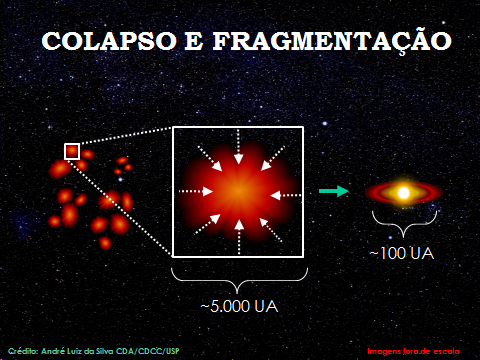 COLAPSO E FRAGMENTAÇÃO
~100 UA
~5.000 UA
Crédito: André Luiz da Silva CDA/CDCC/USP
Imagens fora de escala